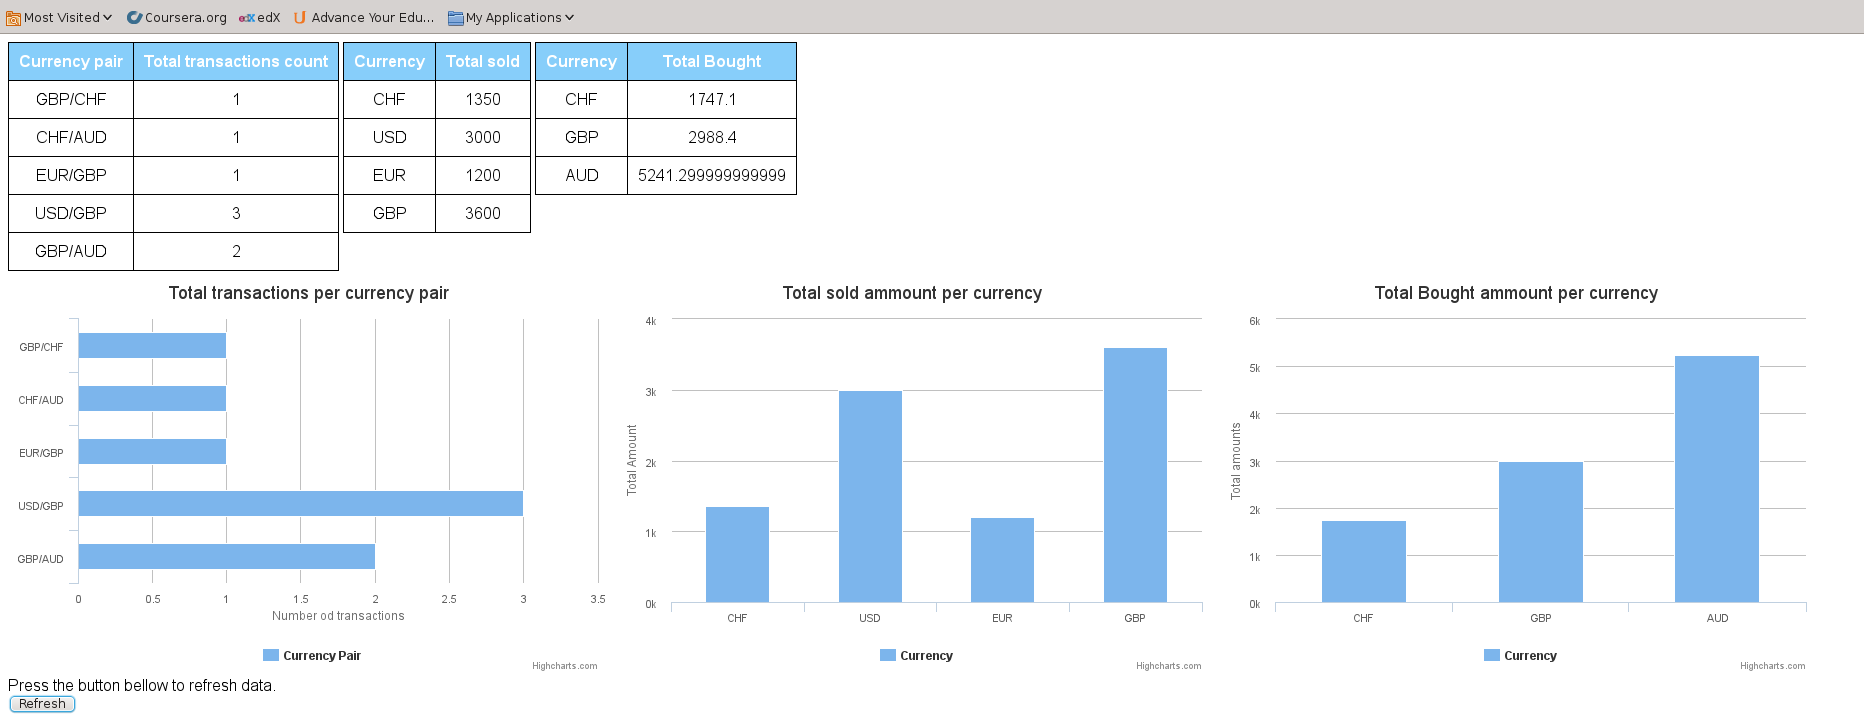 Most Visited Coursera.org edX Advance Your Edu... My Applications
Currency pair Total transactions count
GBP/CHF 1
CHF/AUD 1
EUR/GBP 1
USD/GBP 3
GBP/AUD 2
Currency Total sold
CHF 1350
USD 3000
EUR 1200
GBP 3600
Currency Total Bought
CHF 1747.1
GBP 2988.4
AUD 5241.299999999999
Total transactions per currency pair
GBP/CHF
CHF/AUD
EUR/GBP
USD/GBP
GBP/AUD
0 0.5 1 1.5 2 2.5 3 3.5
Number od transactions
Currency Pair
Highcharts.com
Total sold ammount per currency
Total Amount
4k
3k
2k
1k
0k
CHF USD EUR GBP
Currency
Highcharts.com
Total Bought ammount per currency
Total amounts
6k
5k
4k
3k
2k
1k
0k
CHF GBP AUD
Currency
Highcharts.com
Press the button bellow to refresh data.
Refresh